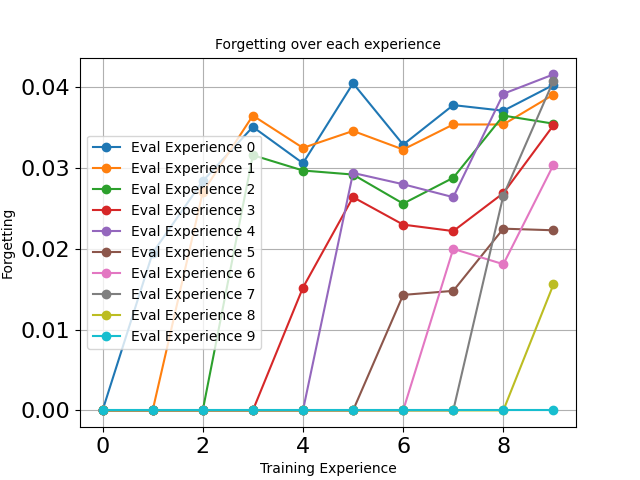 Forgetting over each experience
Forgetting
0.04
0.03
0.02
0.01
0.00
Eval Experience 0
Eval Experience 1
Eval Experience 2
Eval Experience 3
Eval Experience 4
Eval Experience 5
Eval Experience 6
Eval Experience 7
Eval Experience 8
Eval Experience 9
0 2 4 6 8
Training Experience